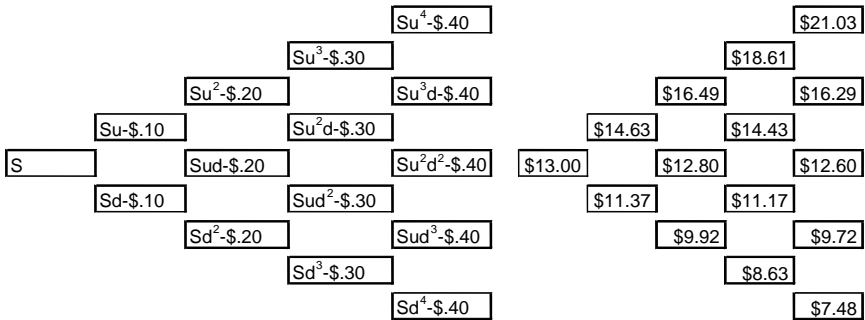 Su⁴-$.40 $21.03
Su³-$.30 $18.61
Su²-$.20 Su³d-$.40 $16.49 $16.29
Su-$.10 Su²d-$.30 $14.63 $14.43
S Sud-$.20 Su²d²-$.40 $13.00 $12.80 $12.60
Sd-$.10 Sud²-$.30 $11.37 $11.17
Sd²-$.20 Sud³-$.40 $9.92 $9.72
Sd³-$.30 $8.63
Sd⁴-$.40 $7.48